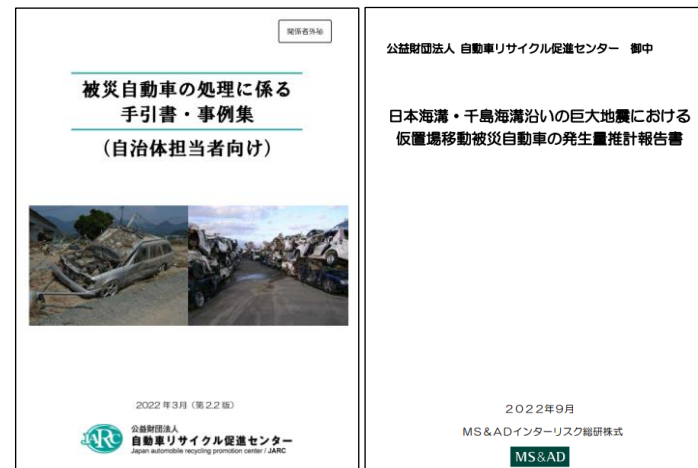 関係者外秘
被災自動車の処理に係る
手引書・事例集
（自治体担当者向け）
2022年3月（第2.2版）
JARC
公益財団法人
自動車リサイクル促進センター
Japan automobile recycling promotion center / JARC
公益財団法人 自動車リサイクル促進センター 御中
日本海溝・千島海溝沿いの巨大地震における
仮置場移動被災自動車の発生量推計報告書
2022年9月
MS＆ADインターリスク総研株式
MS&AD